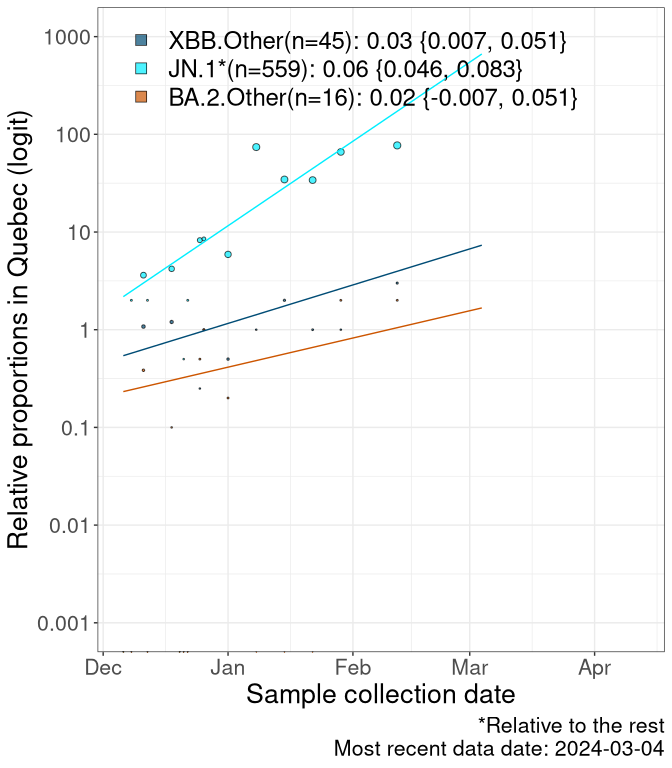 XBB.Other(n=45): 0.03 {0.007, 0.051}
JN.1*(n=559): 0.06 {0.046, 0.083}
BA.2.Other(n=16): 0.02 {-0.007, 0.051}
Relative proportions in Quebec (logit)
1000
100
10
1
0.1
0.01
0.001
Dec Jan Feb Mar Apr
Sample collection date
*Relative to the rest
Most recent data date: 2024-03-04